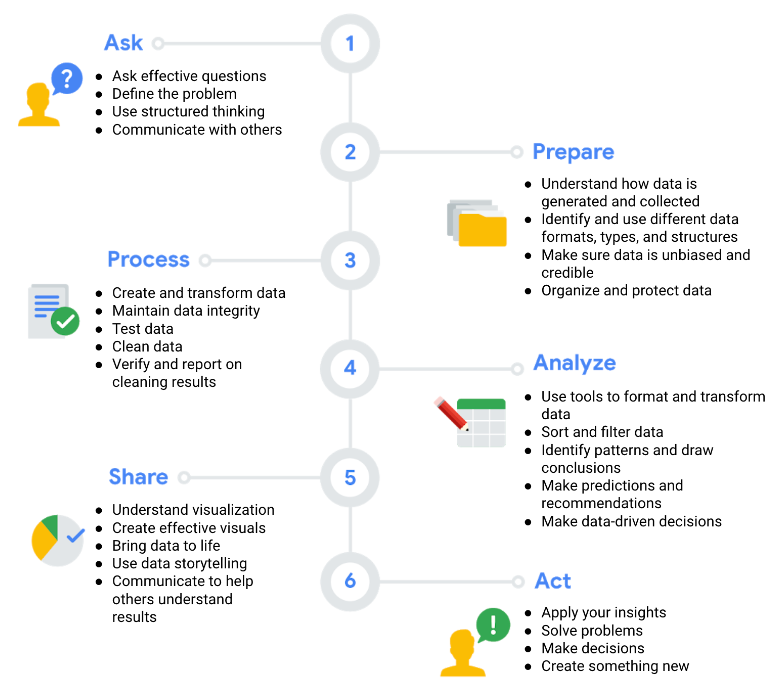 Ask
1
• Ask effective questions
• Define the problem
• Use structured thinking
• Communicate with others
2
Prepare
• Understand how data is
generated and collected
• Identify and use different data
formats, types, and structures
• Make sure data is unbiased and
credible
• Organize and protect data
Process
3
• Create and transform data
• Maintain data integrity
• Test data
• Clean data
• Verify and report on
cleaning results
4
Analyze
• Use tools to format and transform
data
• Sort and filter data
• Identify patterns and draw
conclusions
• Make predictions and
recommendations
• Make data-driven decisions
Share
5
• Understand visualization
• Create effective visuals
• Bring data to life
• Use data storytelling
• Communicate to help
others understand
results
6
Act
• Apply your insights
• Solve problems
• Make decisions
• Create something new